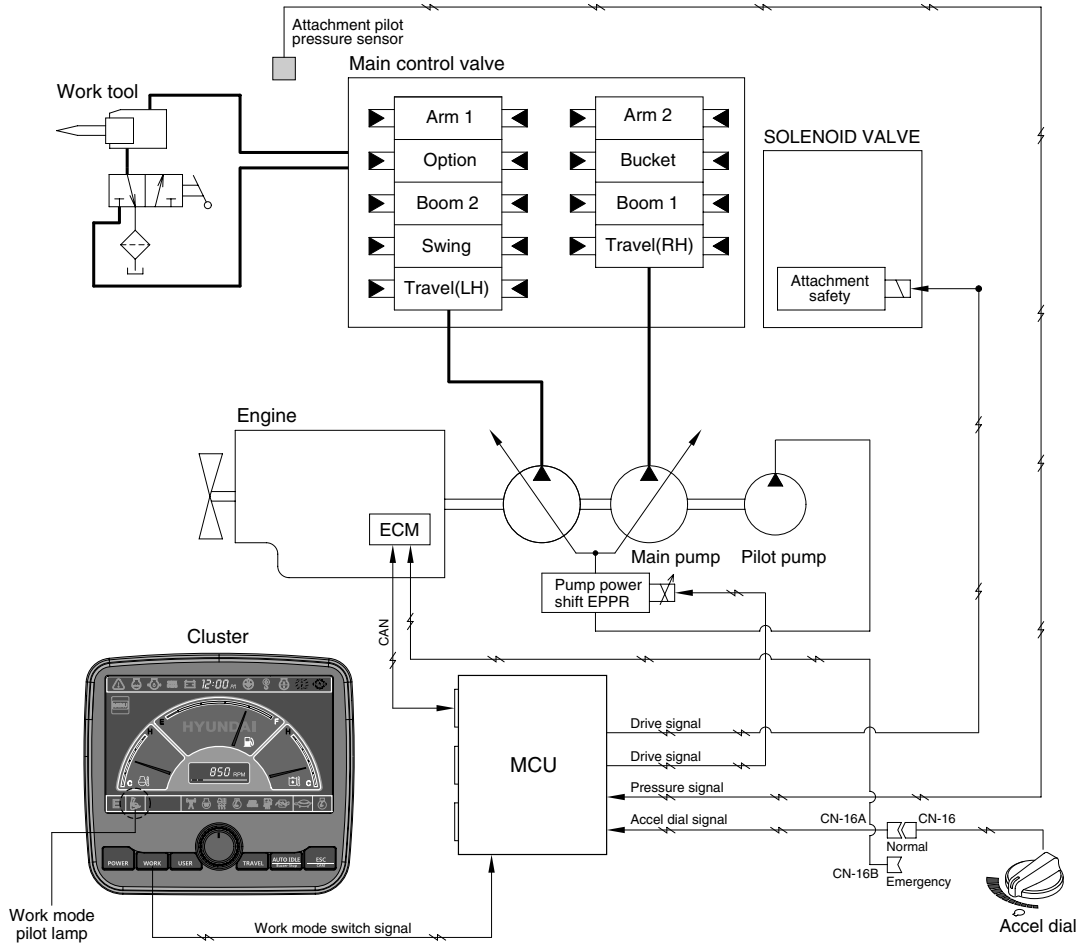 Attachment pilot
pressure sensor
Main control valve
Work tool
Arm 1
Option
Boom 2
Swing
Travel(LH)
Arm 2
Bucket
Boom 1
Travel(RH)
SOLENOID VALVE
Attachment
safety
Engine
ECM
Main pump
Pilot pump
Pump power
shift EPPR
CAN
Cluster
12:00
MENU
E
F
HYUNDAI
H
H
C
C
850 RPM
E
POWER
WORK
USER
TRAVEL
AUTO IDLE
ESC
Work mode
pilot lamp
Work mode switch signal
MCU
Drive signal
Drive signal
Pressure signal
Accel dial signal
CN-16A
CN-16
Normal
CN-16B
Emergency
Accel dial